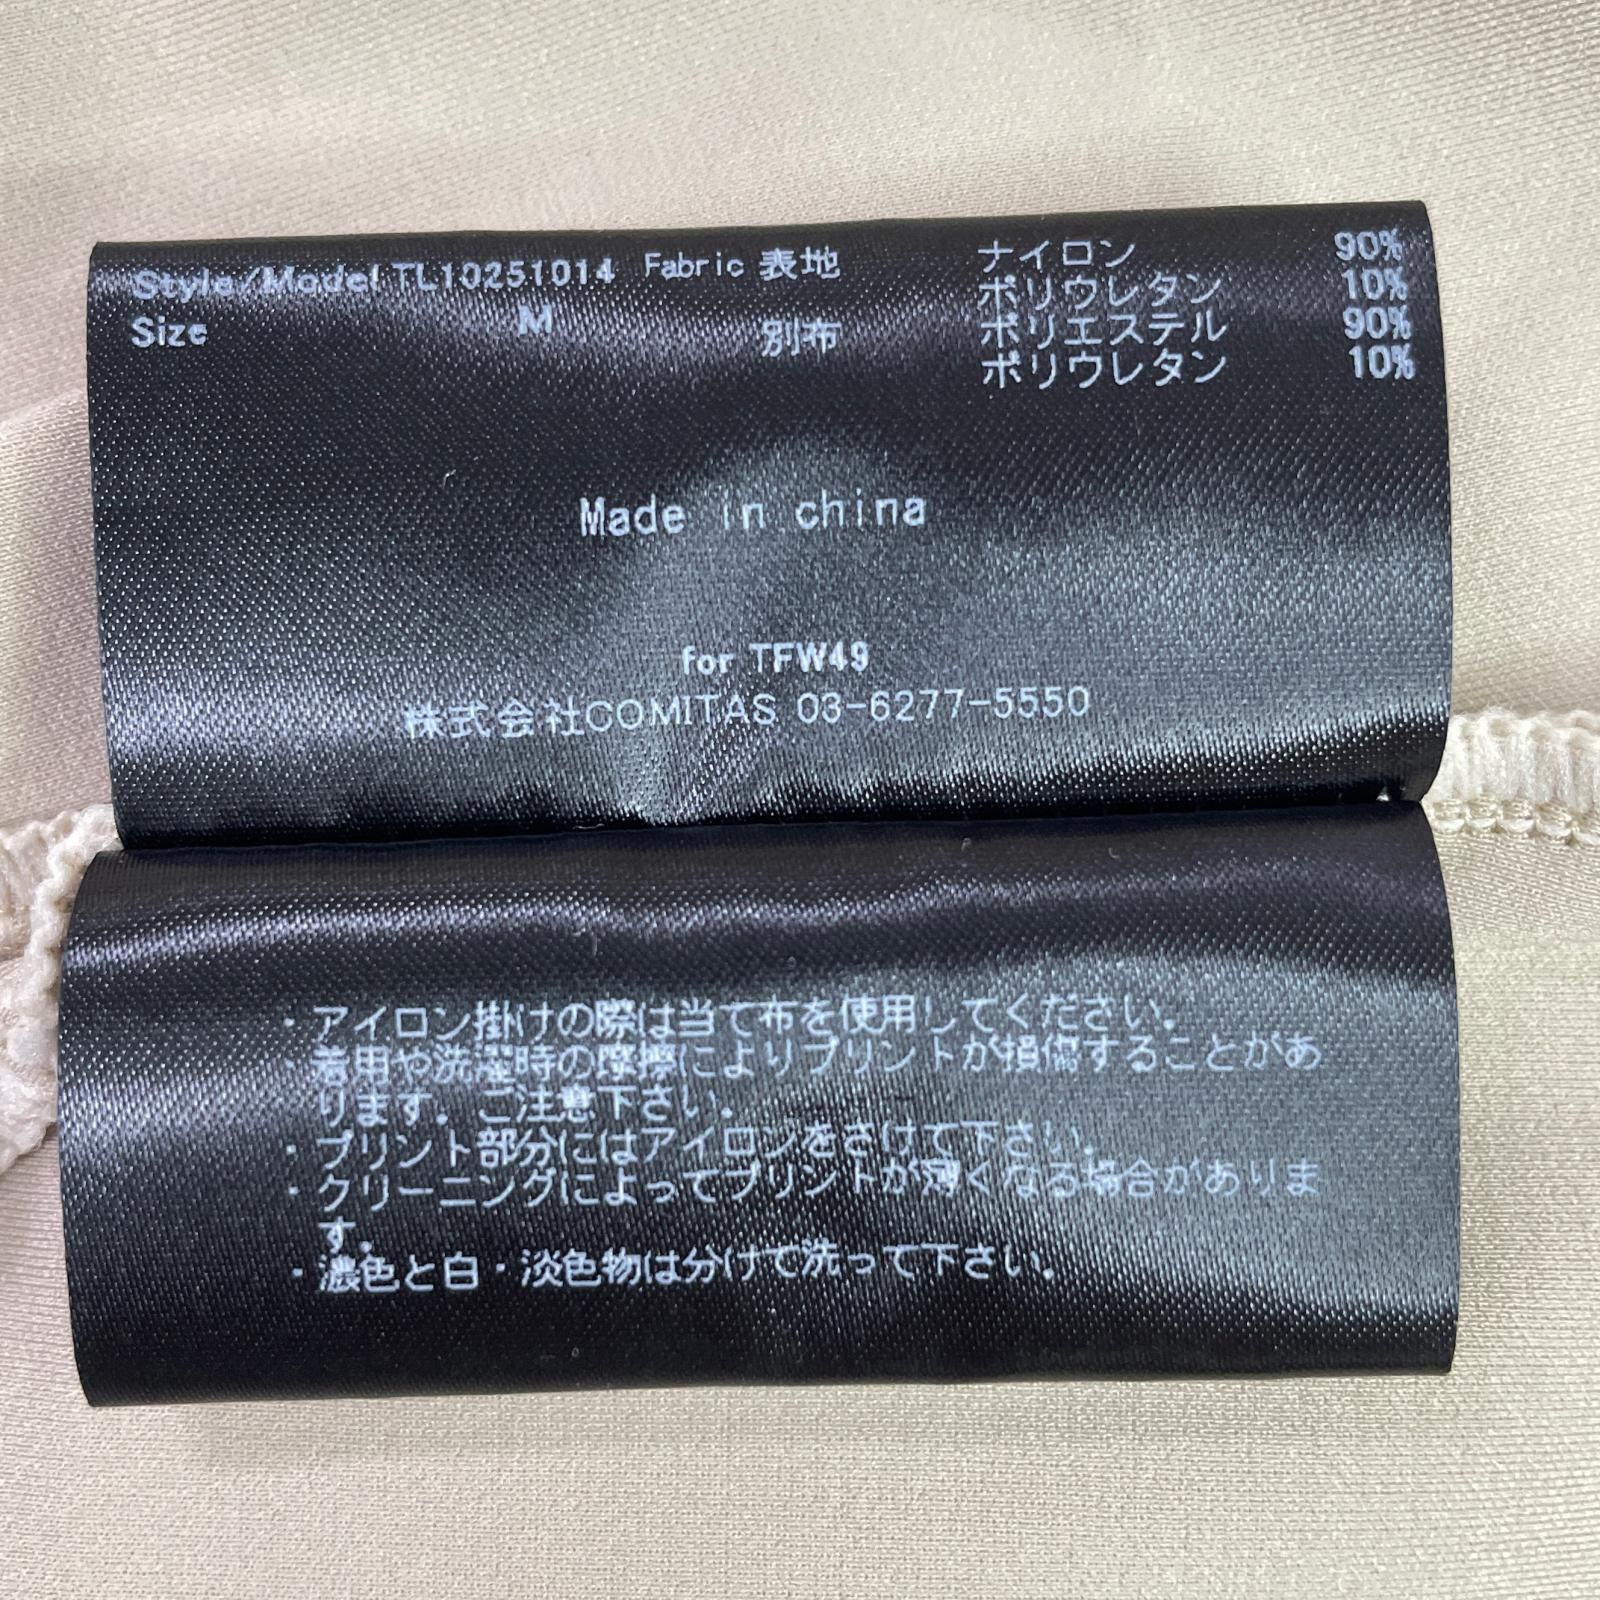 Style/Model TL10251014 Fabric 表地 ナイロン 90%
ポリウレタン 10%
Size M 別布 ポリエステル 90%
ポリウレタン 10%
Made in china
for TFW49
株式会社COMITAS 03-6277-5550
・アイロン掛けの際は当て布を使用してください。
・着用や洗濯時の摩擦によりプリントが損傷することがあ
ります。ご注意下さい。
・プリント部分にはアイロンをさけて下さい。
・クリーニングによってプリントが薄くなる場合がありま
す。
・濃色と白・淡色物は分けて洗って下さい。